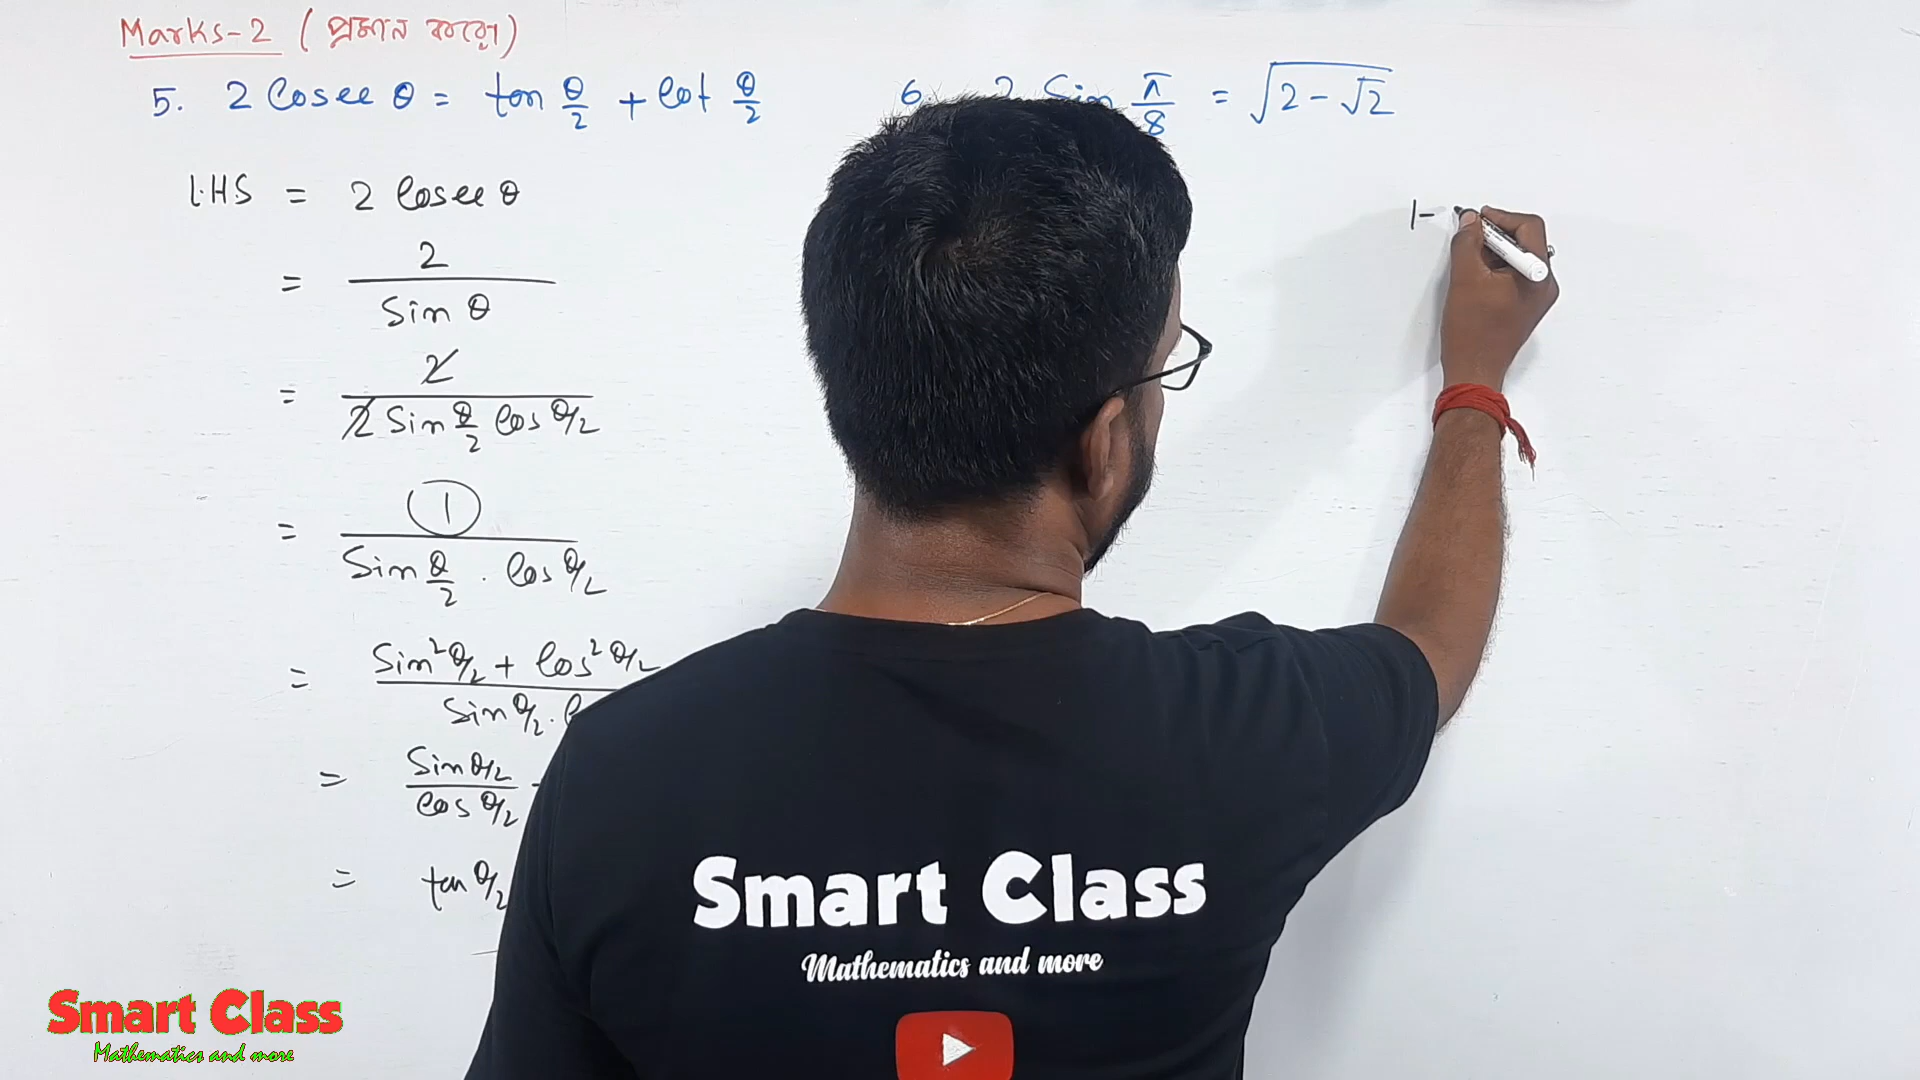 Marks-2 (প্রমান করো)
5. 2 Cosec θ = tan θ/2 + Cot θ/2
6. 2 Sin π/8 = √(2 - √2)
L.H.S = 2 Cosec θ
= 2 / Sin θ
= 2 / 2 Sin θ/2 Cos θ/2
= 1 / Sin θ/2 . Cos θ/2
= Sin² θ/2 + Cos² θ/2 / Sin θ/2 .
= Sin θ/2 / Cos θ/2
= tan θ/2
1-
Smart Class
Mathematics and more
Smart Class
Mathematics and more